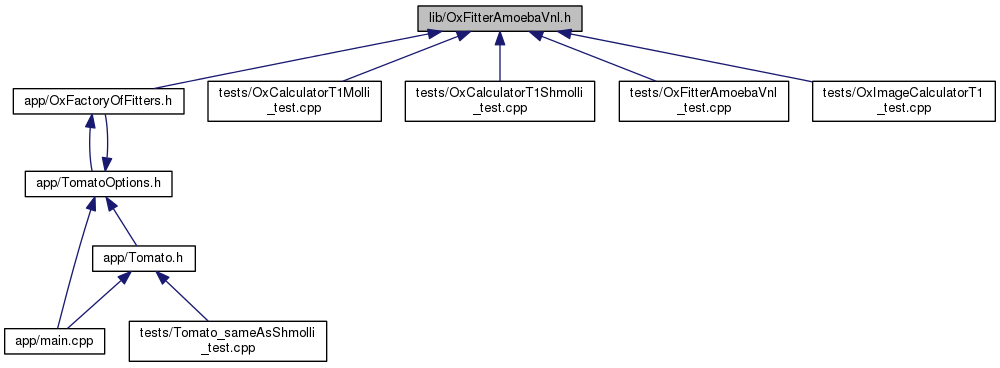 lib/OxFitterAmoebaVnl.h
app/OxFactoryOfFitters.h
tests/OxCalculatorT1Molli
_test.cpp
tests/OxCalculatorT1Shmolli
_test.cpp
tests/OxFitterAmoebaVnl
_test.cpp
tests/OxImageCalculatorT1
_test.cpp
app/TomatoOptions.h
app/Tomato.h
app/main.cpp
tests/Tomato_sameAsShmolli
_test.cpp